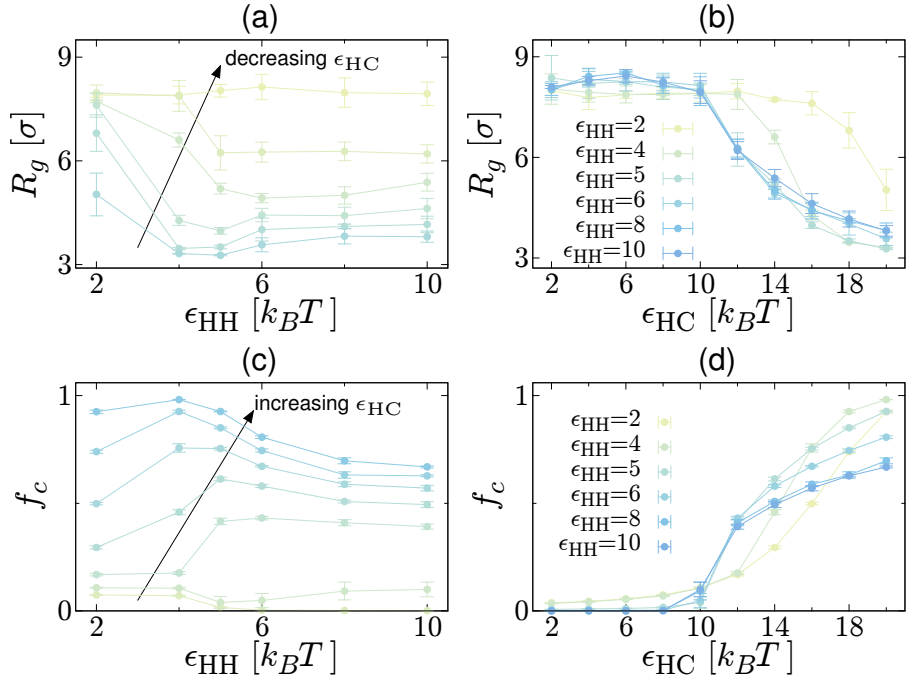 (a)
9
6
3
R_g [σ]
decreasing ϵ_HC
2
6
10
ϵ_HH [k_BT]
(b)
9
6
3
R_g [σ]
ϵ_HH=2
ϵ_HH=4
ϵ_HH=5
ϵ_HH=6
ϵ_HH=8
ϵ_HH=10
2
6
10
14
18
ϵ_HC [k_BT]
(c)
1
0
f_c
increasing ϵ_HC
2
6
10
ϵ_HH [k_BT]
(d)
1
0
f_c
ϵ_HH=2
ϵ_HH=4
ϵ_HH=5
ϵ_HH=6
ϵ_HH=8
ϵ_HH=10
2
6
10
14
18
ϵ_HC [k_BT]